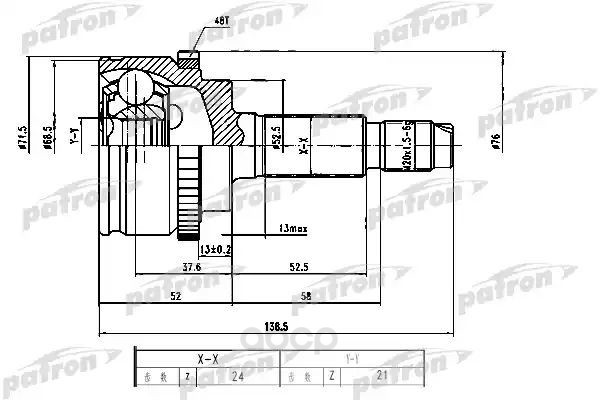 48T
ø71.5
ø68.5
Y-Y
ø52.5
X-X
M20x1.5-6g
ø76
13max
13±0.2
37.6
52.5
52
58
136.5
X-X
Y-Y
齿数 z 24
齿数 Z 21
patron
patron
patron
patron
patron
patron
patron
patron
patron
patron
patron
patron